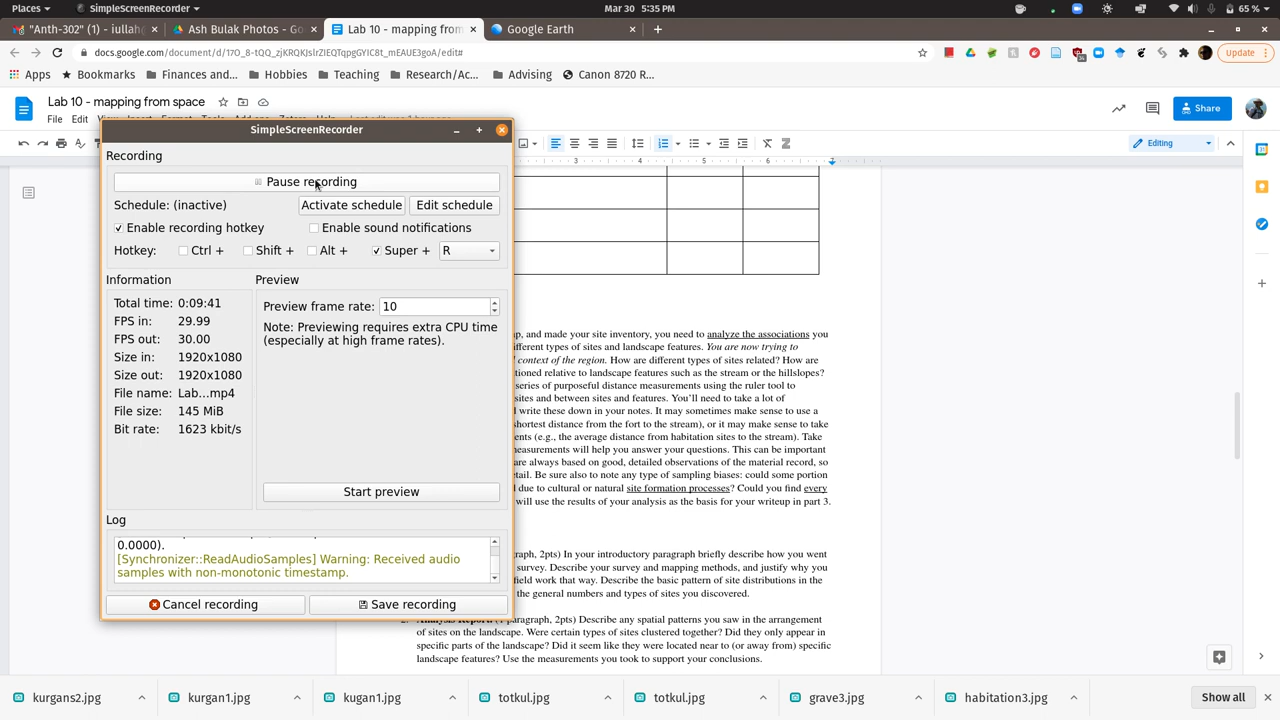 Places
SimpleScreenRecorder
Mar 30 5:35 PM
65 %
"Anth-302" - iullah@
Ash Bulak Photos - Go
Lab 10 - mapping from
Google Earth
Update
Apps
Bookmarks
Finances and...
Hobbies
Teaching
Research/Ac...
Advising
Canon 8720 R...
Lab 10 - mapping from space
File Edit
Share
Editing
3 4 5 6 7
SimpleScreenRecorder
Recording
Pause recording
Schedule: (inactive)
Activate schedule
Edit schedule
Enable recording hotkey
Enable sound notifications
Hotkey:
Ctrl +
Shift +
Alt +
Super +
R
Information
Total time: 0:09:41
FPS in: 29.99
FPS out: 30.00
Size in: 1920x1080
Size out: 1920x1080
File name: Lab...mp4
File size: 145 MiB
Bit rate: 1623 kbit/s
Preview
Preview frame rate: 10
Note: Previewing requires extra CPU time
(especially at high frame rates).
Start preview
Log
0.0000).
[Synchronizer::ReadAudioSamples] Warning: Received audio
samples with non-monotonic timestamp.
Cancel recording
Save recording
p, and made your site inventory, you need to analyze the associations you
ifferent types of sites and landscape features. You are now trying to
context of the region. How are different types of sites related? How are
tioned relative to landscape features such as the stream or the hillslopes?
series of purposeful distance measurements using the ruler tool to
sites and between sites and features. You'll need to take a lot of
write these down in your notes. It may sometimes make sense to use a
shortest distance from the fort to the stream), or it may make sense to take
ents (e.g., the average distance from habitation sites to the stream). Take
easurements will help you answer your questions. This can be important
are always based on good, detailed observations of the material record, so
etail. Be sure also to note any type of sampling biases: could some portion
due to cultural or natural site formation processes? Could you find every
will use the results of your analysis as the basis for your writeup in part 3.
graph, 2pts) In your introductory paragraph briefly describe how you went
survey. Describe your survey and mapping methods, and justify why you
field work that way. Describe the basic pattern of site distributions in the
the general numbers and types of sites you discovered.
paragraph, 2pts) Describe any spatial patterns you saw in the arrangement
of sites on the landscape. Were certain types of sites clustered together? Did they only appear in
specific parts of the landscape? Did it seem like they were located near to (or away from) specific
landscape features? Use the measurements you took to support your conclusions.
kurgans2.jpg
kurgan1.jpg
kugan1.jpg
totkul.jpg
totkul.jpg
grave3.jpg
habitation3.jpg
Show all